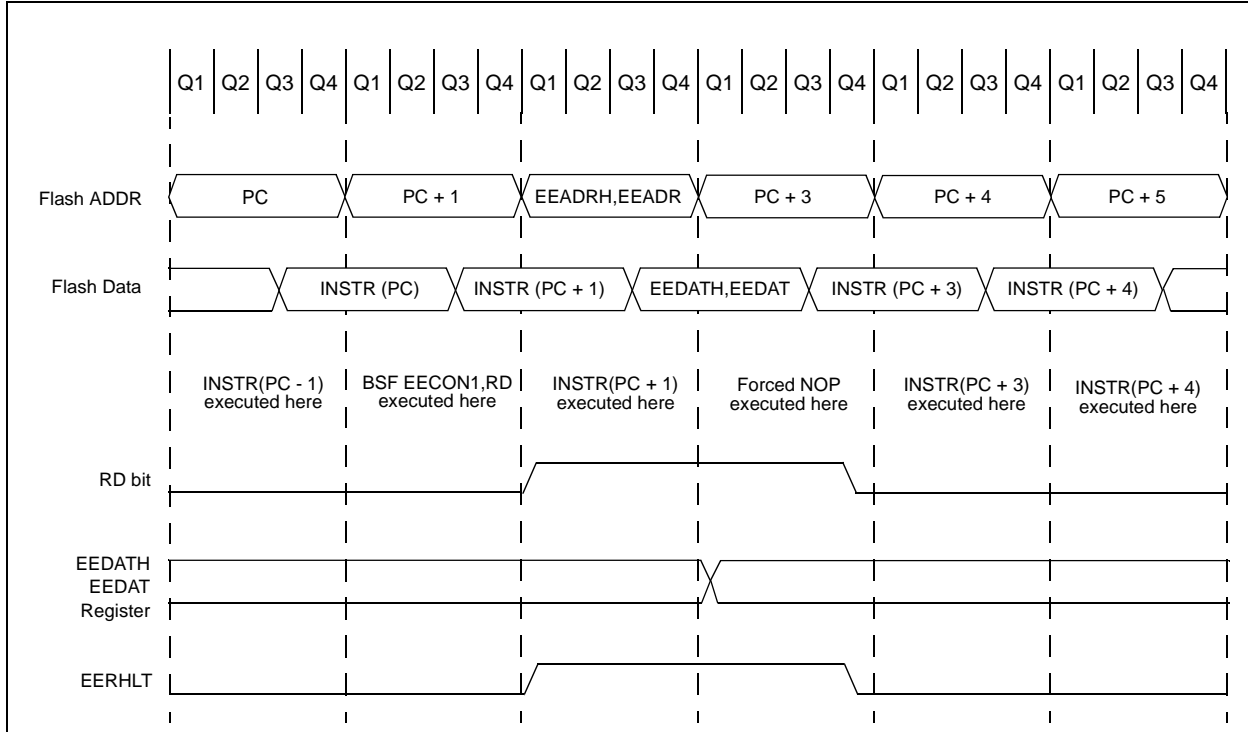 Q1 Q2 Q3 Q4 Q1 Q2 Q3 Q4 Q1 Q2 Q3 Q4 Q1 Q2 Q3 Q4 Q1 Q2 Q3 Q4 Q1 Q2 Q3 Q4
Flash ADDR PC PC + 1 EEADRH,EEADR PC + 3 PC + 4 PC + 5
Flash Data INSTR (PC) INSTR (PC + 1) EEDATH,EEDAT INSTR (PC + 3) INSTR (PC + 4)
INSTR(PC - 1) BSF EECON1,RD INSTR(PC + 1) Forced NOP INSTR(PC + 3) INSTR(PC + 4)
executed here executed here executed here executed here executed here executed here
RD bit
EEDATH
EEDAT
Register
EERHLT